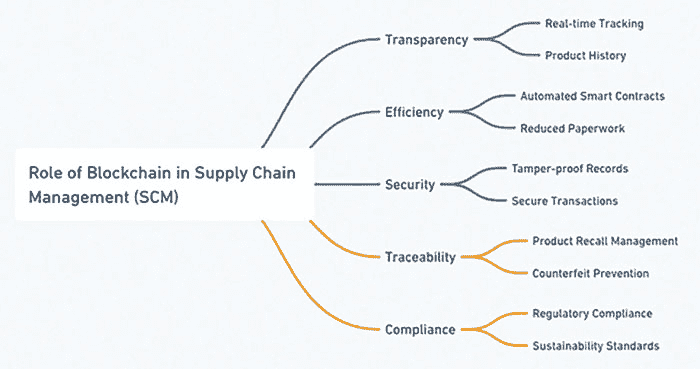 Role of Blockchain in Supply Chain
Management (SCM)
Transparency
Real-time Tracking
Product History
Efficiency
Automated Smart Contracts
Reduced Paperwork
Security
Tamper-proof Records
Secure Transactions
Traceability
Product Recall Management
Counterfeit Prevention
Compliance
Regulatory Compliance
Sustainability Standards